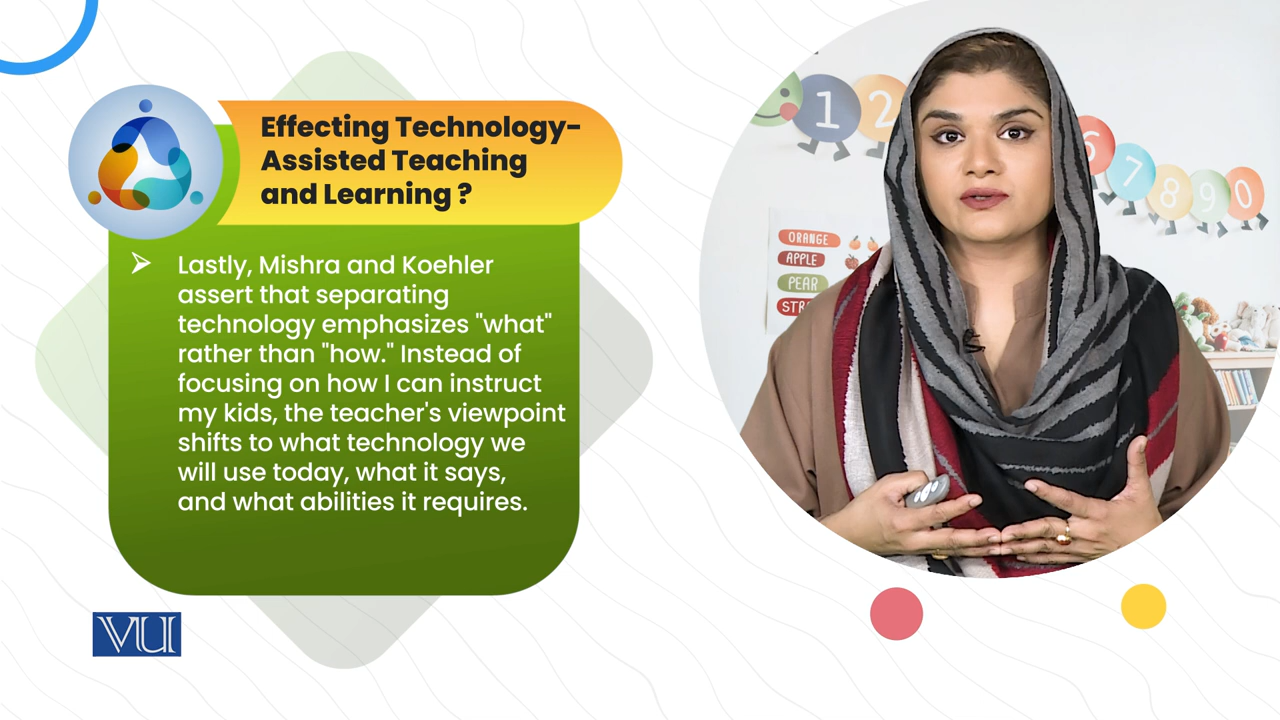 Effecting Technology-
Assisted Teaching
and Learning ?
Lastly, Mishra and Koehler
assert that separating
technology emphasizes "what"
rather than "how." Instead of
focusing on how I can instruct
my kids, the teacher's viewpoint
shifts to what technology we
will use today, what it says,
and what abilities it requires.
VU
1 2
6 7 8 9 0
ORANGE
APPLE
PEAR